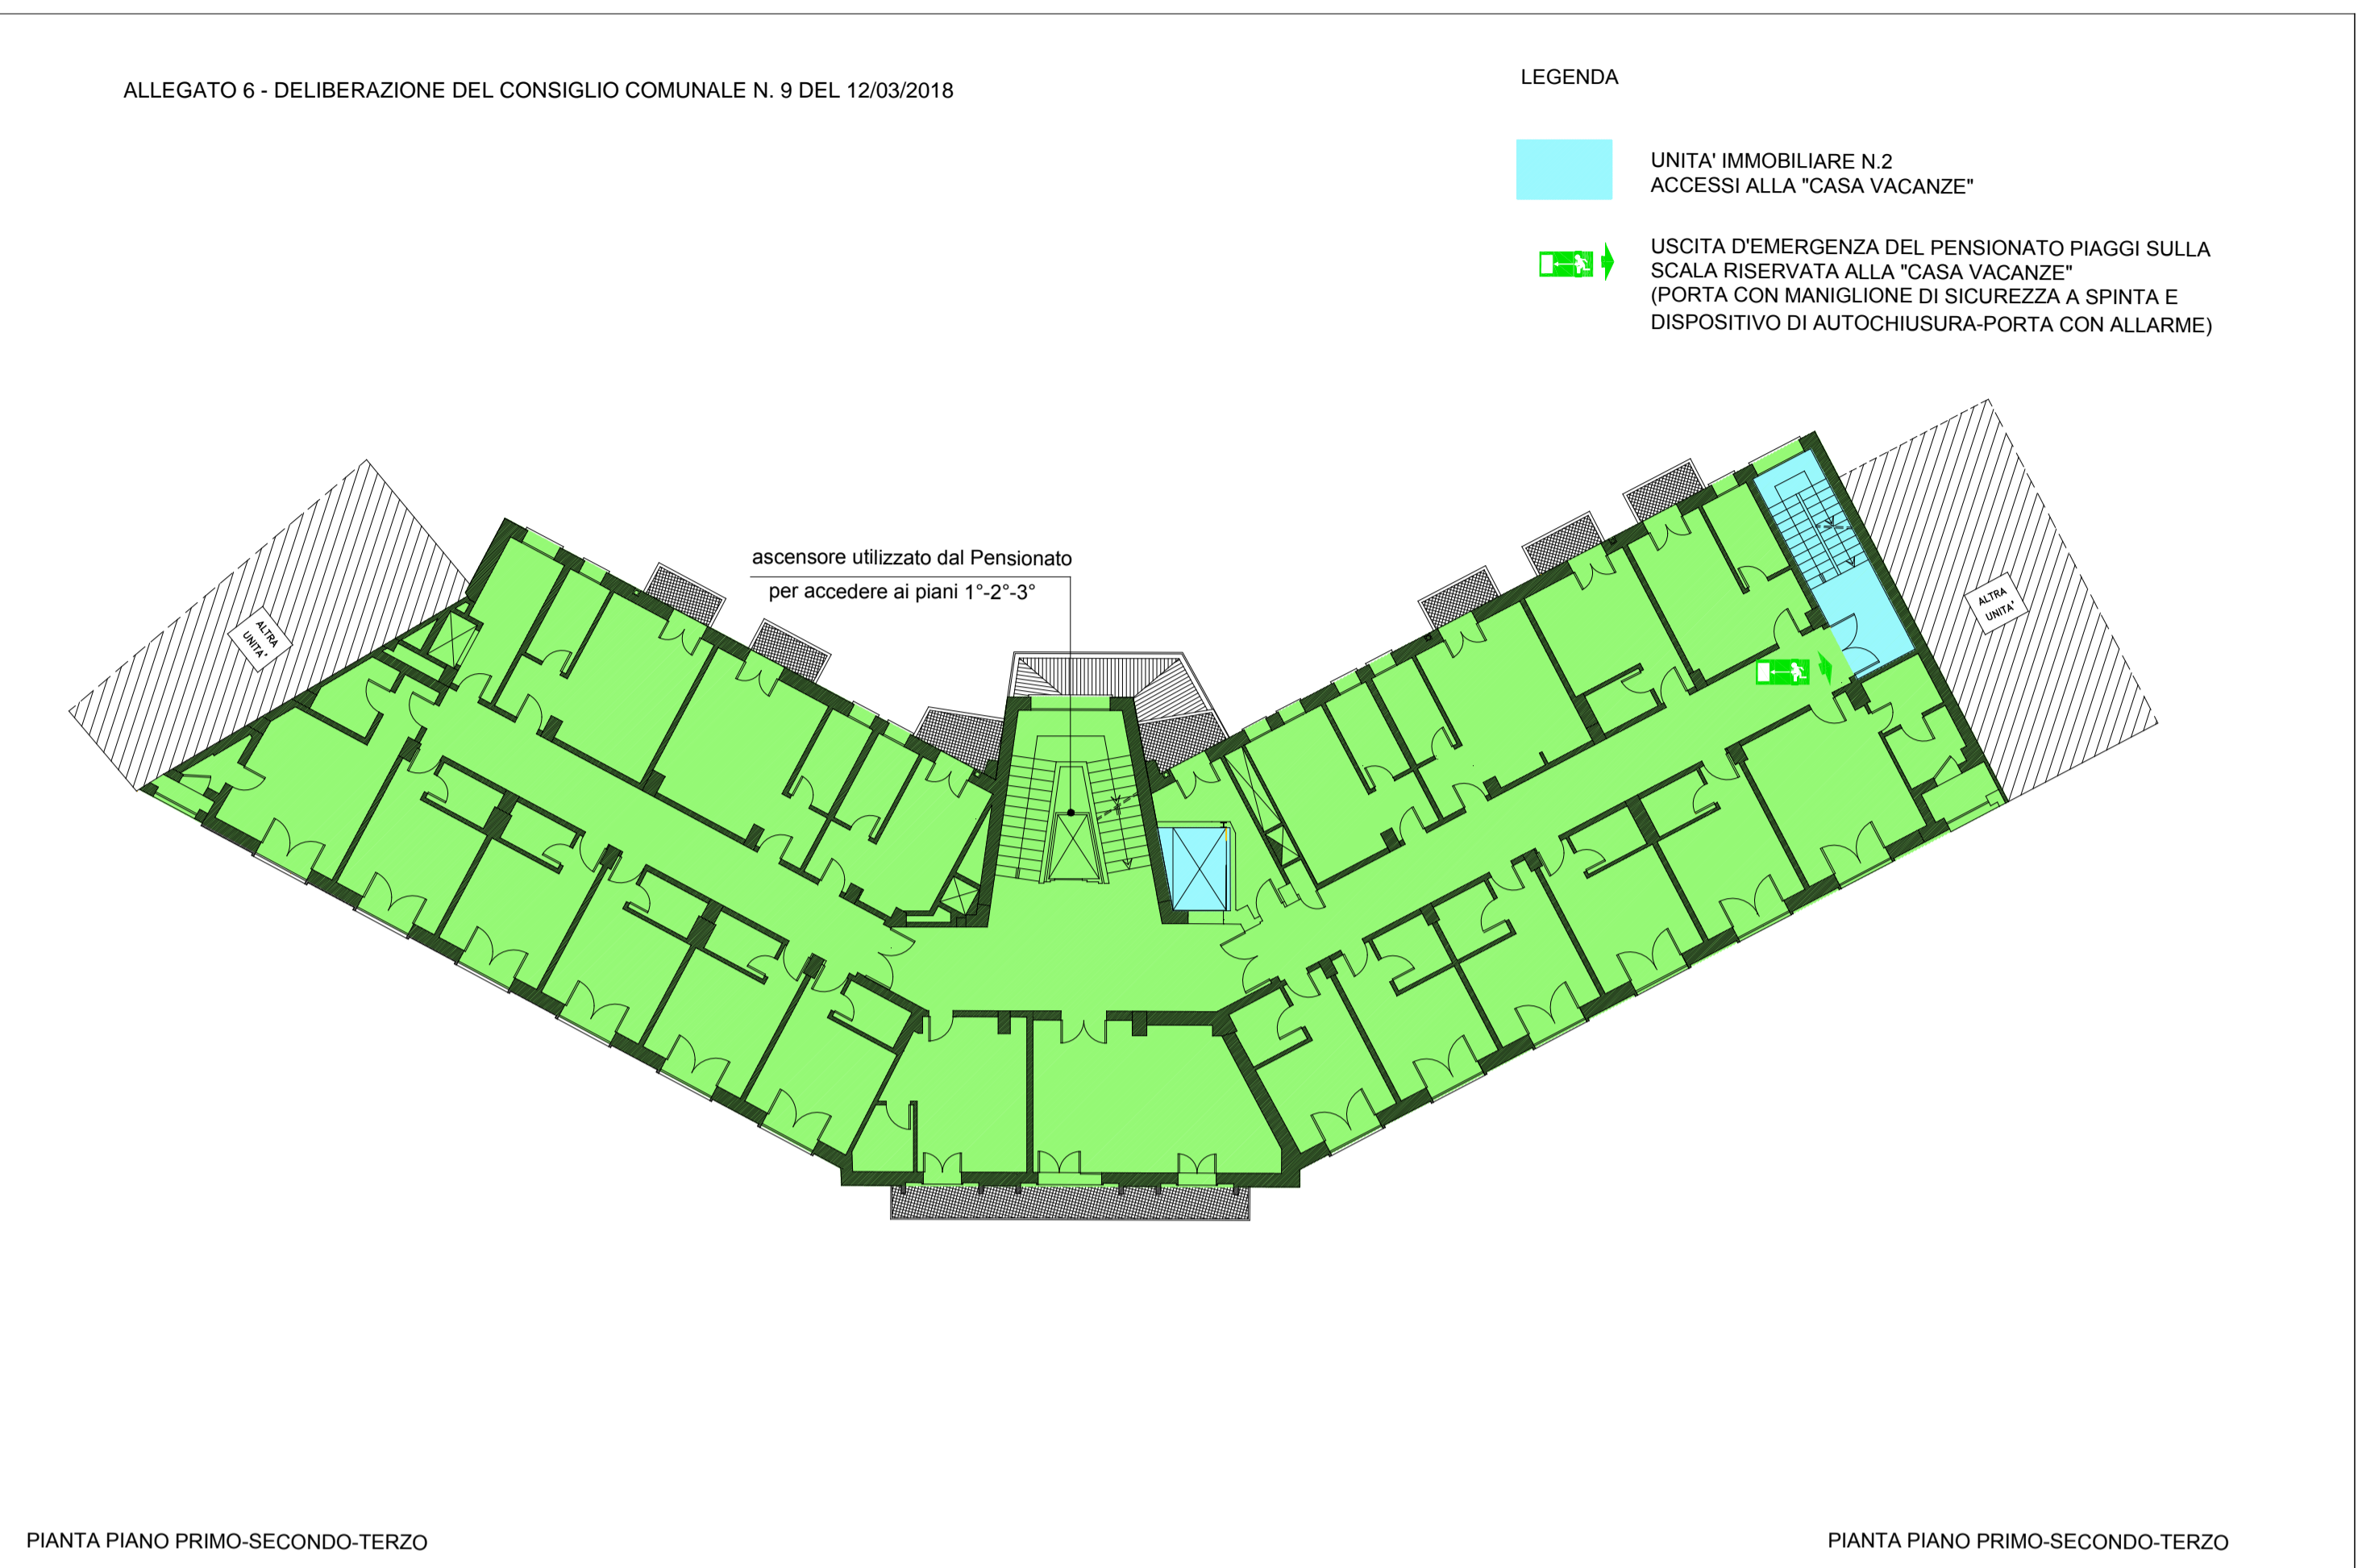 ALLEGATO 6 - DELIBERAZIONE DEL CONSIGLIO COMUNALE N. 9 DEL 12/03/2018
LEGENDA
UNITA' IMMOBILIARE N.2
ACCESSI ALLA "CASA VACANZE"
USCITA D'EMERGENZA DEL PENSIONATO PIAGGI SULLA
SCALA RISERVATA ALLA "CASA VACANZE"
(PORTA CON MANIGLIONE DI SICUREZZA A SPINTA E
DISPOSITIVO DI AUTOCHIUSURA-PORTA CON ALLARME)
ascensore utilizzato dal Pensionato
per accedere ai piani 1°-2°-3°
ALTRA
UNITA'
ALTRA
UNITA'
PIANTA PIANO PRIMO-SECONDO-TERZO
PIANTA PIANO PRIMO-SECONDO-TERZO